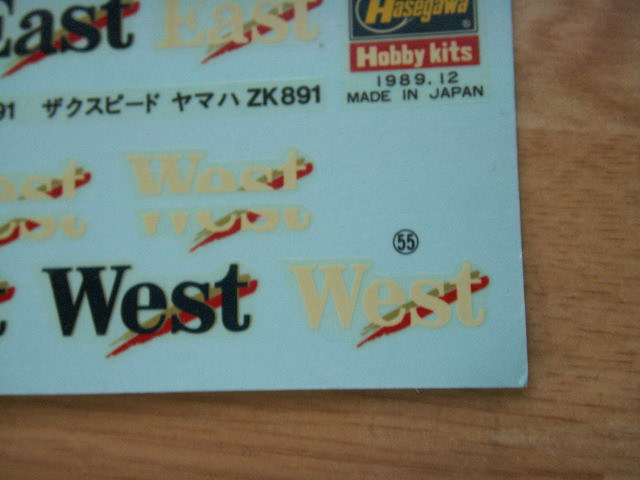 East East
Hasegawa
Hobby kits
1989.12
MADE IN JAPAN
91 ザクスピード ヤマハ ZK891
West
West
55
West West